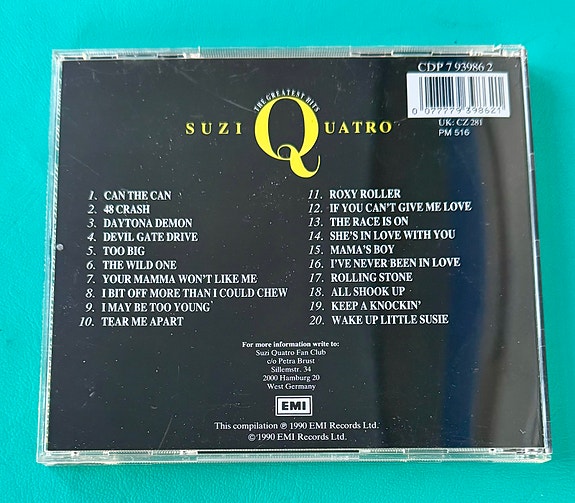 CDP 7 93986 2
0 077779 398621
UK: CZ 281
PM 516
THE GREATEST HITS
SUZI QUATRO
1. CAN THE CAN
2. 48 CRASH
3. DAYTONA DEMON
4. DEVIL GATE DRIVE
5. TOO BIG
6. THE WILD ONE
7. YOUR MAMMA WON'T LIKE ME
8. I BIT OFF MORE THAN I COULD CHEW
9. I MAY BE TOO YOUNG
10. TEAR ME APART
11. ROXY ROLLER
12. IF YOU CAN'T GIVE ME LOVE
13. THE RACE IS ON
14. SHE'S IN LOVE WITH YOU
15. MAMA'S BOY
16. I'VE NEVER BEEN IN LOVE
17. ROLLING STONE
18. ALL SHOOK UP
19. KEEP A KNOCKIN'
20. WAKE UP LITTLE SUSIE
For more information write to:
Suzi Quatro Fan Club
c/o Petra Brust
Sillemstr. 34
2000 Hamburg 20
West Germany
EMI
This compilation ℗ 1990 EMI Records Ltd.
© 1990 EMI Records Ltd.